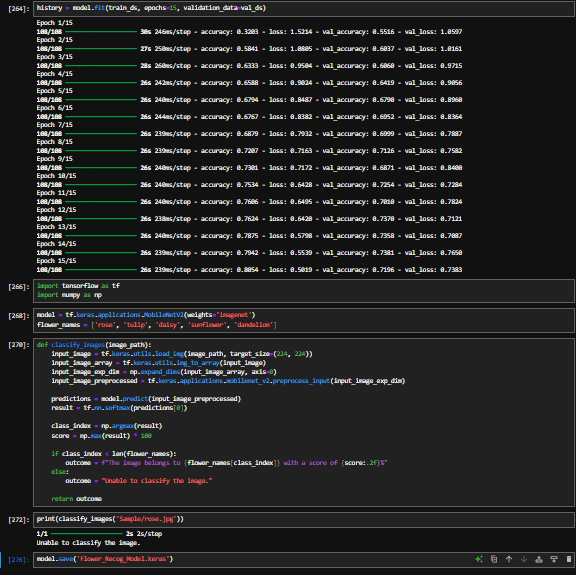 [264]: history = model.fit(train_ds, epochs=15, validation_data=val_ds)
Epoch 1/15
108/108 30s 246ms/step - accuracy: 0.3203 - loss: 1.5214 - val_accuracy: 0.5516 - val_loss: 1.0597
Epoch 2/15
108/108 27s 250ms/step - accuracy: 0.5841 - loss: 1.0805 - val_accuracy: 0.6037 - val_loss: 1.0161
Epoch 3/15
108/108 28s 260ms/step - accuracy: 0.6333 - loss: 0.9504 - val_accuracy: 0.6060 - val_loss: 0.9715
Epoch 4/15
108/108 26s 242ms/step - accuracy: 0.6588 - loss: 0.9024 - val_accuracy: 0.6419 - val_loss: 0.9056
Epoch 5/15
108/108 26s 240ms/step - accuracy: 0.6794 - loss: 0.8487 - val_accuracy: 0.6790 - val_loss: 0.8960
Epoch 6/15
108/108 26s 244ms/step - accuracy: 0.6767 - loss: 0.8382 - val_accuracy: 0.6952 - val_loss: 0.8364
Epoch 7/15
108/108 26s 239ms/step - accuracy: 0.6879 - loss: 0.7932 - val_accuracy: 0.6999 - val_loss: 0.7887
Epoch 8/15
108/108 26s 239ms/step - accuracy: 0.7207 - loss: 0.7163 - val_accuracy: 0.7126 - val_loss: 0.7582
Epoch 9/15
108/108 26s 240ms/step - accuracy: 0.7301 - loss: 0.7172 - val_accuracy: 0.6871 - val_loss: 0.8400
Epoch 10/15
108/108 26s 240ms/step - accuracy: 0.7534 - loss: 0.6428 - val_accuracy: 0.7254 - val_loss: 0.7284
Epoch 11/15
108/108 26s 240ms/step - accuracy: 0.7606 - loss: 0.6495 - val_accuracy: 0.7010 - val_loss: 0.7824
Epoch 12/15
108/108 26s 238ms/step - accuracy: 0.7624 - loss: 0.6420 - val_accuracy: 0.7370 - val_loss: 0.7121
Epoch 13/15
108/108 26s 240ms/step - accuracy: 0.7875 - loss: 0.5798 - val_accuracy: 0.7358 - val_loss: 0.7087
Epoch 14/15
108/108 26s 239ms/step - accuracy: 0.7942 - loss: 0.5539 - val_accuracy: 0.7381 - val_loss: 0.7650
Epoch 15/15
108/108 26s 239ms/step - accuracy: 0.8054 - loss: 0.5019 - val_accuracy: 0.7196 - val_loss: 0.7383
[266]: import tensorflow as tf
import numpy as np
[268]: model = tf.keras.applications.MobileNetV2(weights='imagenet')
flower_names = ['rose', 'tulip', 'daisy', 'sunflower', 'dandelion']
[270]: def classify_images(image_path):
input_image = tf.keras.utils.load_img(image_path, target_size=(224, 224))
input_image_array = tf.keras.utils.img_to_array(input_image)
input_image_exp_dim = np.expand_dims(input_image_array, axis=0)
input_image_preprocessed = tf.keras.applications.mobilenet_v2.preprocess_input(input_image_exp_dim)
predictions = model.predict(input_image_preprocessed)
result = tf.nn.softmax(predictions[0])
class_index = np.argmax(result)
score = np.max(result) * 100
if class_index < len(flower_names):
outcome = f"The image belongs to {flower_names[class_index]} with a score of {score:.2f}%"
else:
outcome = "Unable to classify the image."
return outcome
[272]: print(classify_images('Sample/rose.jpg'))
1/1 2s 2s/step
Unable to classify the image.
[276]: model.save('Flower_Recog_Model.keras')